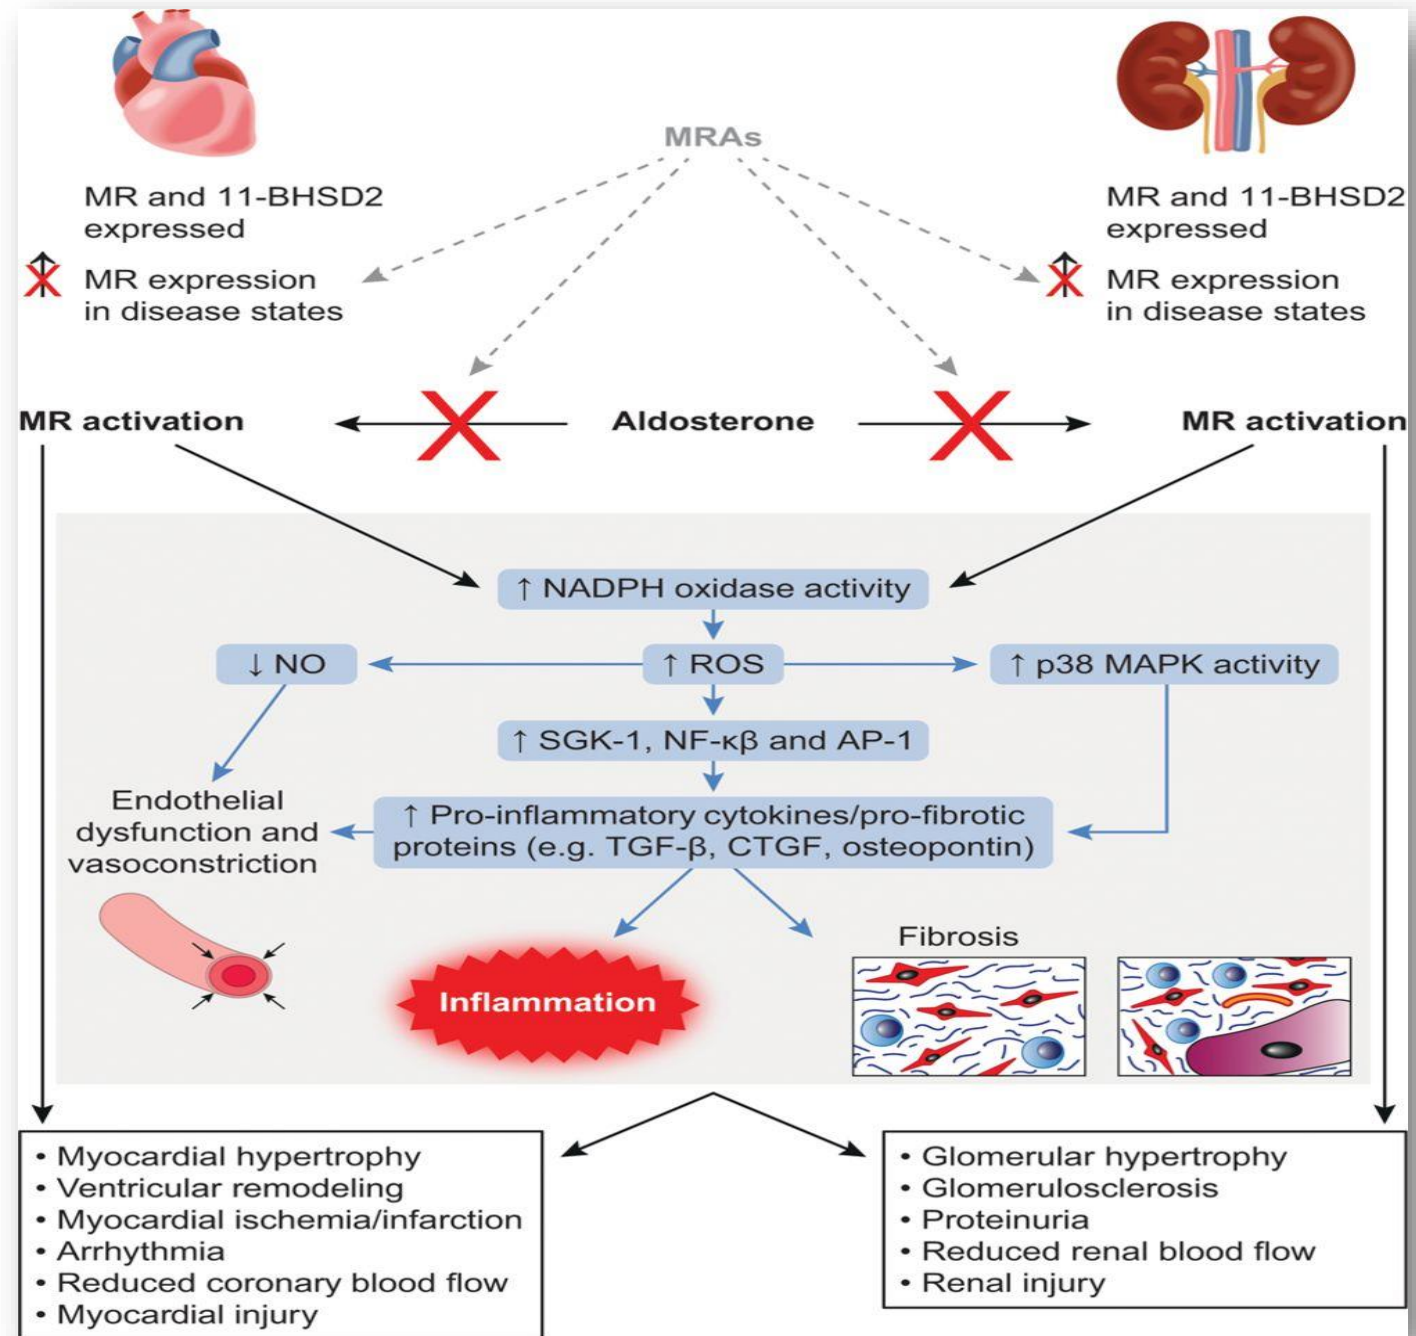 MRAs
MR and 11-BHSD2
expressed
↑ MR expression
in disease states
MR and 11-BHSD2
expressed
↑ MR expression
in disease states
MR activation
Aldosterone
MR activation
↑ NADPH oxidase activity
↓ NO
↑ ROS
↑ p38 MAPK activity
↑ SGK-1, NF-κβ and AP-1
Endothelial
dysfunction and
vasoconstriction
↑ Pro-inflammatory cytokines/pro-fibrotic
proteins (e.g. TGF-β, CTGF, osteopontin)
Inflammation
Fibrosis
• Myocardial hypertrophy
• Ventricular remodeling
• Myocardial ischemia/infarction
• Arrhythmia
• Reduced coronary blood flow
• Myocardial injury
• Glomerular hypertrophy
• Glomerulosclerosis
• Proteinuria
• Reduced renal blood flow
• Renal injury